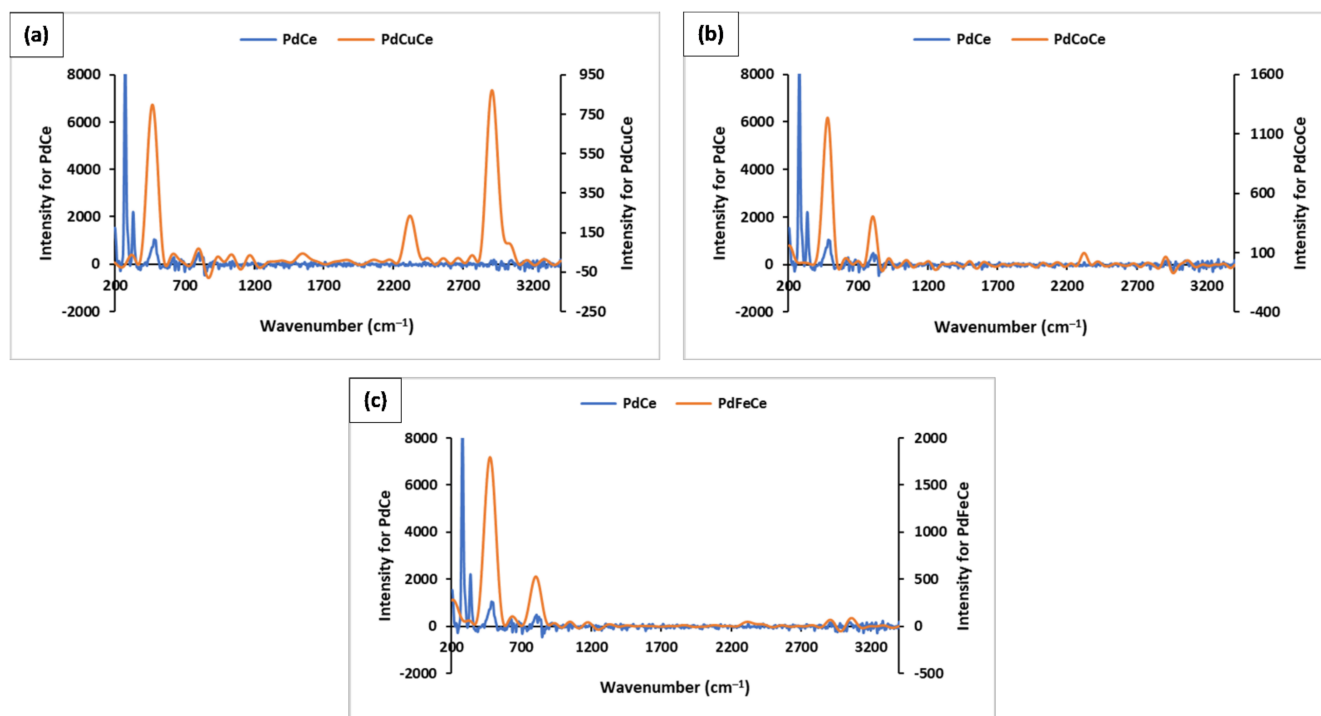 (a)
PdCe PdCuCe
8000 950
6000 750
4000 550
2000 350
0 150
-2000 -50
-250
200 700 1200 1700 2200 2700 3200
Intensity for PdCe
Intensity for PdCuCe
Wavenumber (cm⁻¹)
(b)
PdCe PdCoCe
8000 1600
6000 1100
4000 600
2000 100
0 -400
-2000
200 700 1200 1700 2200 2700 3200
Intensity for PdCe
Intensity for PdCoCe
Wavenumber (cm⁻¹)
(c)
PdCe PdFeCe
8000 2000
6000 1500
4000 1000
2000 500
0 0
-2000 -500
200 700 1200 1700 2200 2700 3200
Intensity for PdCe
Intensity for PdFeCe
Wavenumber (cm⁻¹)